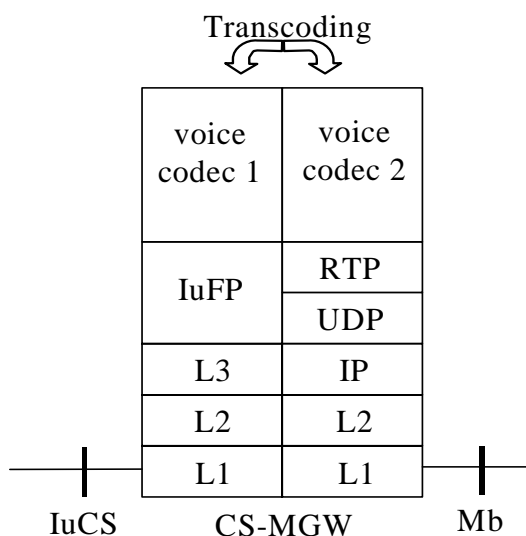 Transcoding
voice codec 1
voice codec 2
IuFP
RTP
UDP
L3
IP
L2
L2
L1
L1
IuCS
CS-MGW
Mb